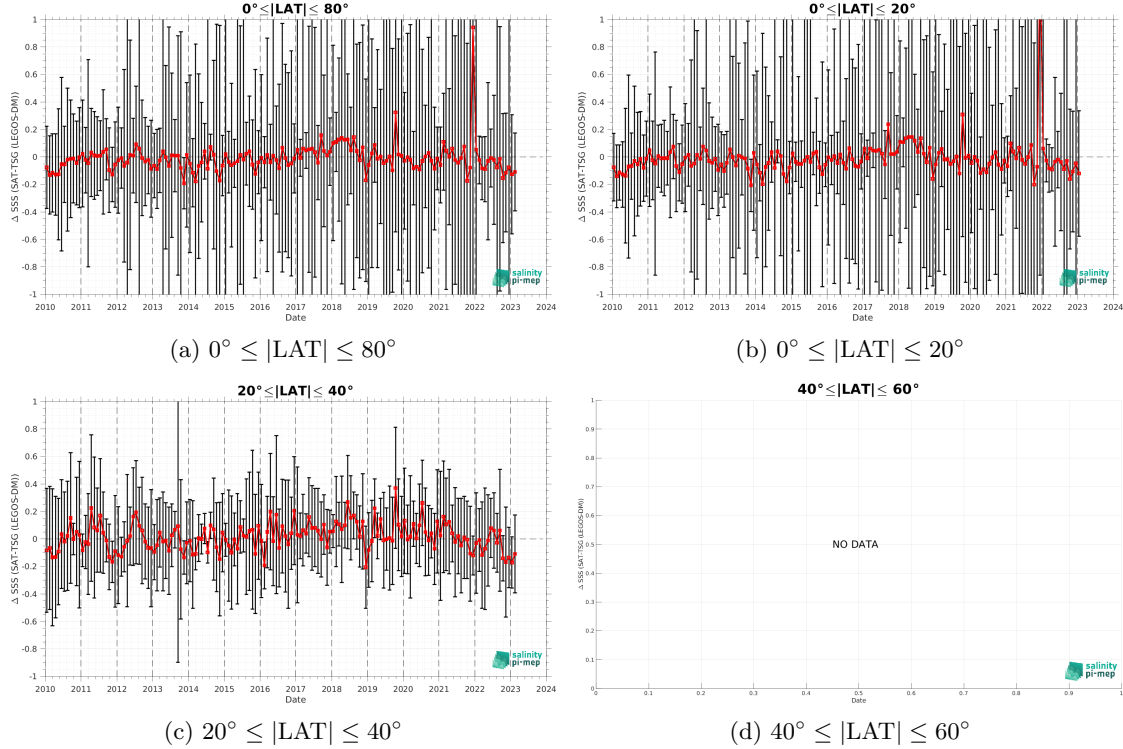 0°≤|LAT|≤ 80°
Δ SSS (SAT-TSG (LEGOS-DM))
1
0.8
0.6
0.4
0.2
0
-0.2
-0.4
-0.6
-0.8
-1
2010 2011 2012 2013 2014 2015 2016 2017 2018 2019 2020 2021 2022 2023 2024
Date
salinity
pi-mep
(a) 0° ≤ |LAT| ≤ 80°
0°≤|LAT|≤ 20°
Δ SSS (SAT-TSG (LEGOS-DM))
1
0.8
0.6
0.4
0.2
0
-0.2
-0.4
-0.6
-0.8
-1
2010 2011 2012 2013 2014 2015 2016 2017 2018 2019 2020 2021 2022 2023 2024
Date
salinity
pi-mep
(b) 0° ≤ |LAT| ≤ 20°
20°≤|LAT|≤ 40°
Δ SSS (SAT-TSG (LEGOS-DM))
1
0.8
0.6
0.4
0.2
0
-0.2
-0.4
-0.6
-0.8
-1
2010 2011 2012 2013 2014 2015 2016 2017 2018 2019 2020 2021 2022 2023 2024
Date
salinity
pi-mep
(c) 20° ≤ |LAT| ≤ 40°
40°≤|LAT|≤ 60°
Δ SSS (SAT-TSG (LEGOS-DM))
1
0.9
0.8
0.7
0.6
0.5
0.4
0.3
0.2
0.1
0
NO DATA
0 0.1 0.2 0.3 0.4 0.5 0.6 0.7 0.8 0.9 1
Date
salinity
pi-mep
(d) 40° ≤ |LAT| ≤ 60°